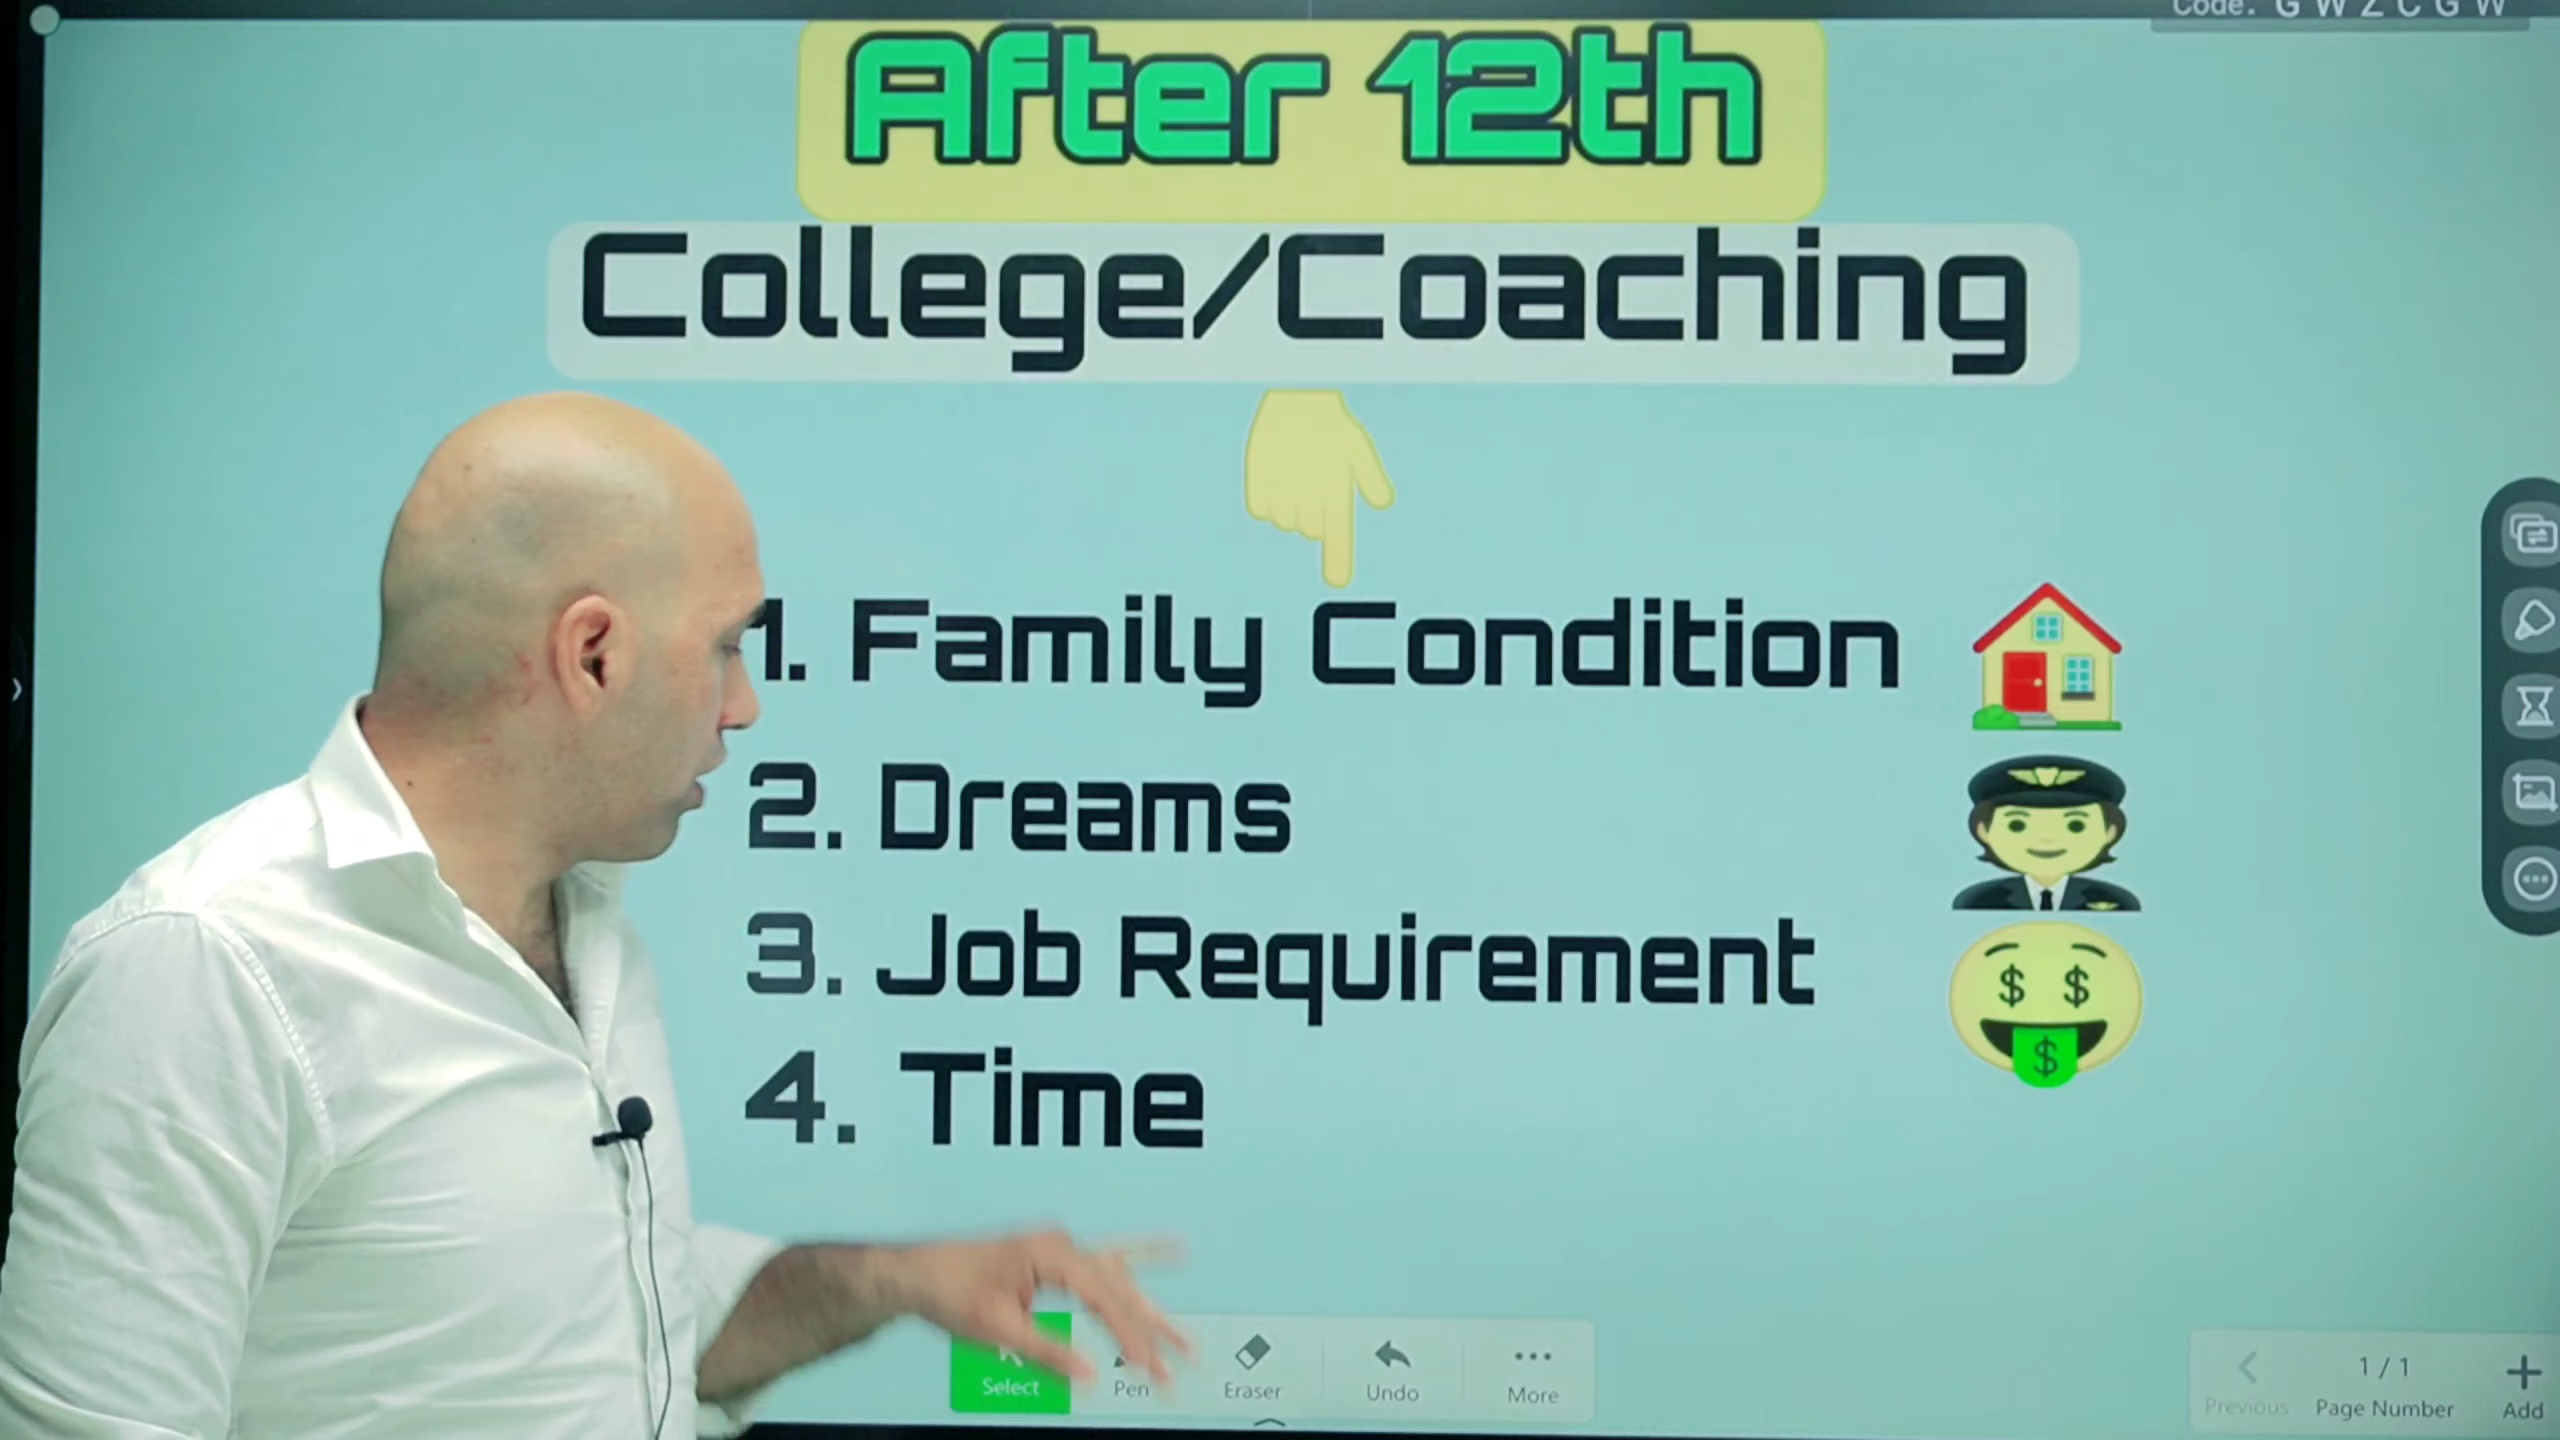 Code: G W Z C G W
After 12th
College/Coaching
1. Family Condition
2. Dreams
3. Job Requirement
4. Time
Select
Pen
Eraser
Undo
More
Previous
1 / 1
Page Number
Add